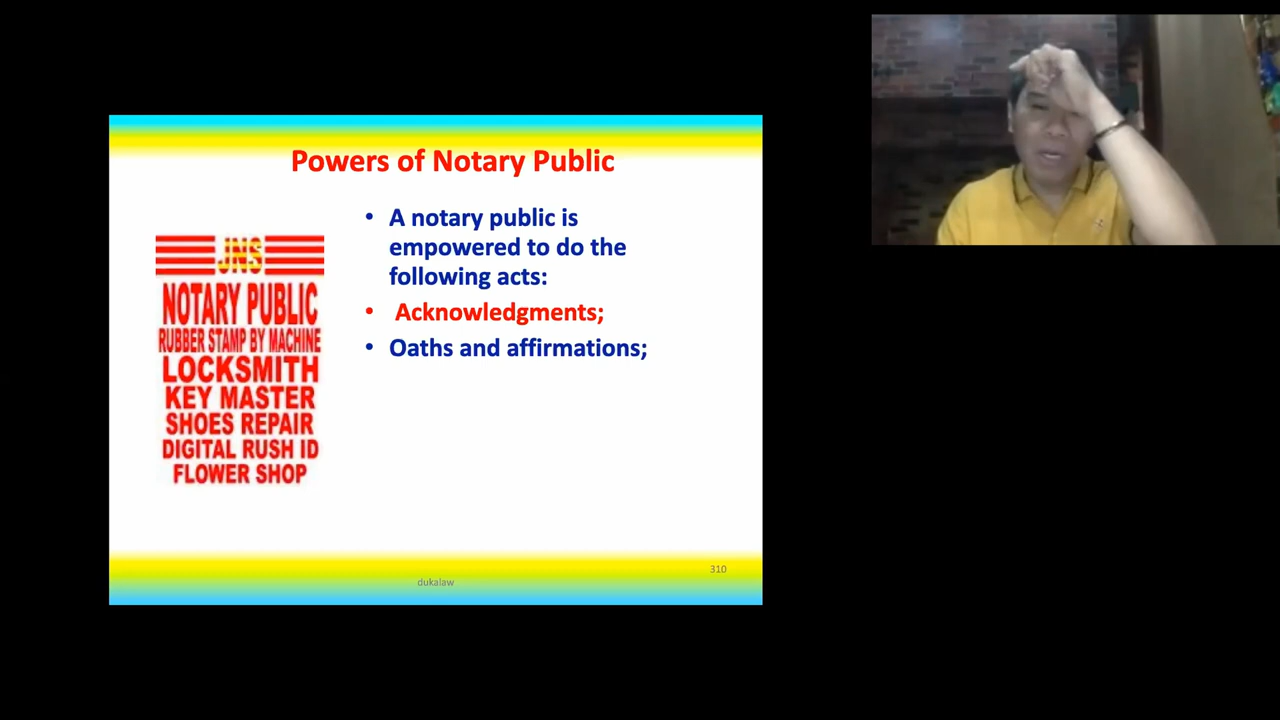 Powers of Notary Public
JNS
NOTARY PUBLIC
RUBBER STAMP BY MACHINE
LOCKSMITH
KEY MASTER
SHOES REPAIR
DIGITAL RUSH ID
FLOWER SHOP
• A notary public is
empowered to do the
following acts:
• Acknowledgments;
• Oaths and affirmations;
dukalaw
310